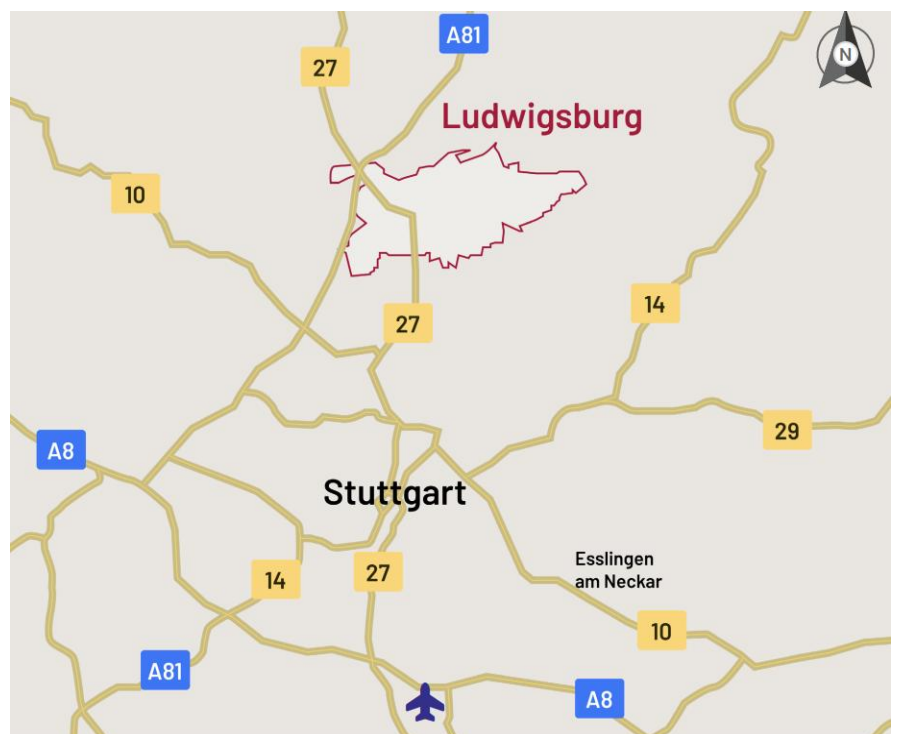 A81
N
27
Ludwigsburg
10
14
27
29
A8
Stuttgart
Esslingen
am Neckar
14
27
10
A81
A8